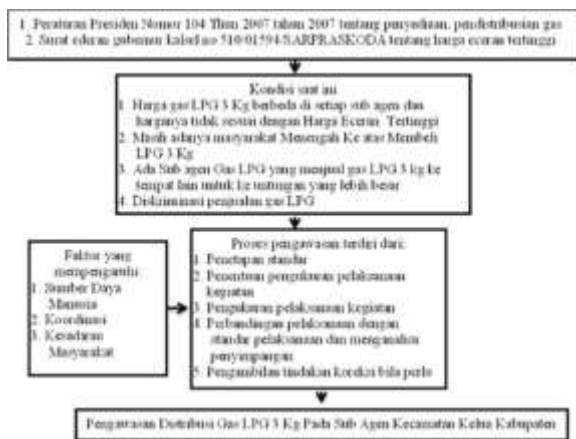 1. Peraturan Presiden Nomor 104 Thun 2007 tahun 2007 tentang penyediaan, pendistribusian gas
2. Surat edaran gubernur kalsel no 510/01594/SARPRASKODA tentang harga eceran tertinggi
Kondisi saat ini
1. Harga gas LPG 3 Kg berbeda di setiap sub agen dan
harganya tidak sesuai dengan Harga Eceran Tertinggi
2. Masih adanya masyarakat Menengah Ke atas Membeli
LPG 3 Kg
3. Ada Sub agen Gas LPG yang menjual gas LPG 3 kg ke
tempat lain untuk ke untungan yang lebih besar
4. Diskriminasi penjualan gas LPG
Faktor yang
mempengaruhi:
1. Sumber Daya
Manusia
2. Koordinasi
3. Kesadaran
Masyarakat
Proses pengawasan terdiri dari:
1. Penetapan standar
2. Penentuan pengukuran pelaksanaan
kegiatan
3. Pengukuran pelaksanaan kegiatan
4. Perbandingan pelaksanaan dengan
standar pelaksanaan dan menganalisa
penyimpangan
5. Pengambilan tindakan koreksi bila perlu
Pengawasan Distribusi Gas LPG 3 Kg Pada Sub Agen Kecamatan Kelua Kabupaten